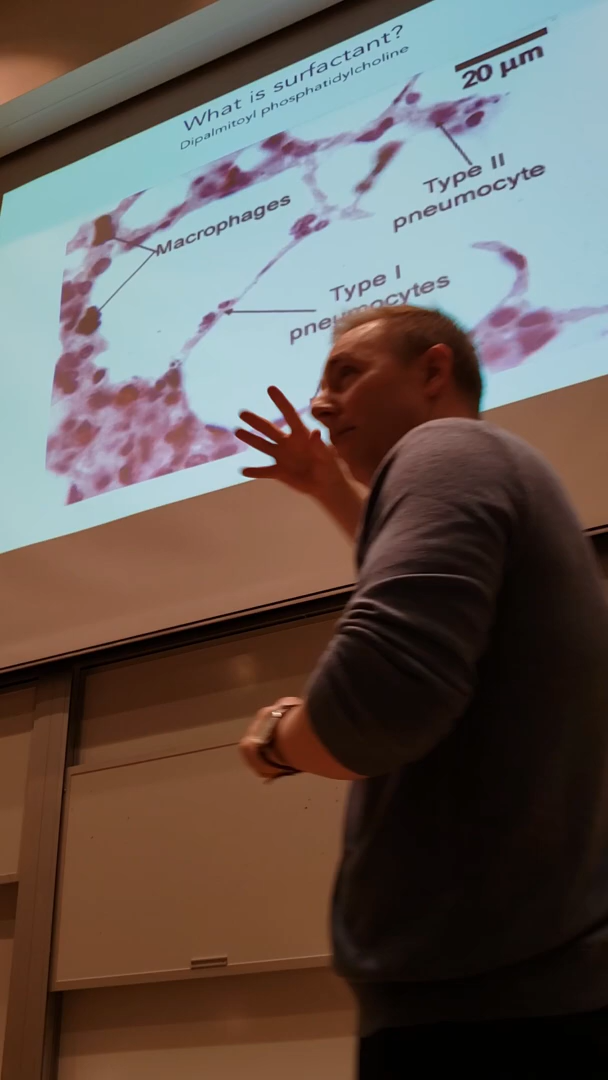 What is surfactant?
Dipalmitoyl phosphatidylcholine
20 μm
Macrophages
Type II
pneumocyte
Type I
pneumocytes